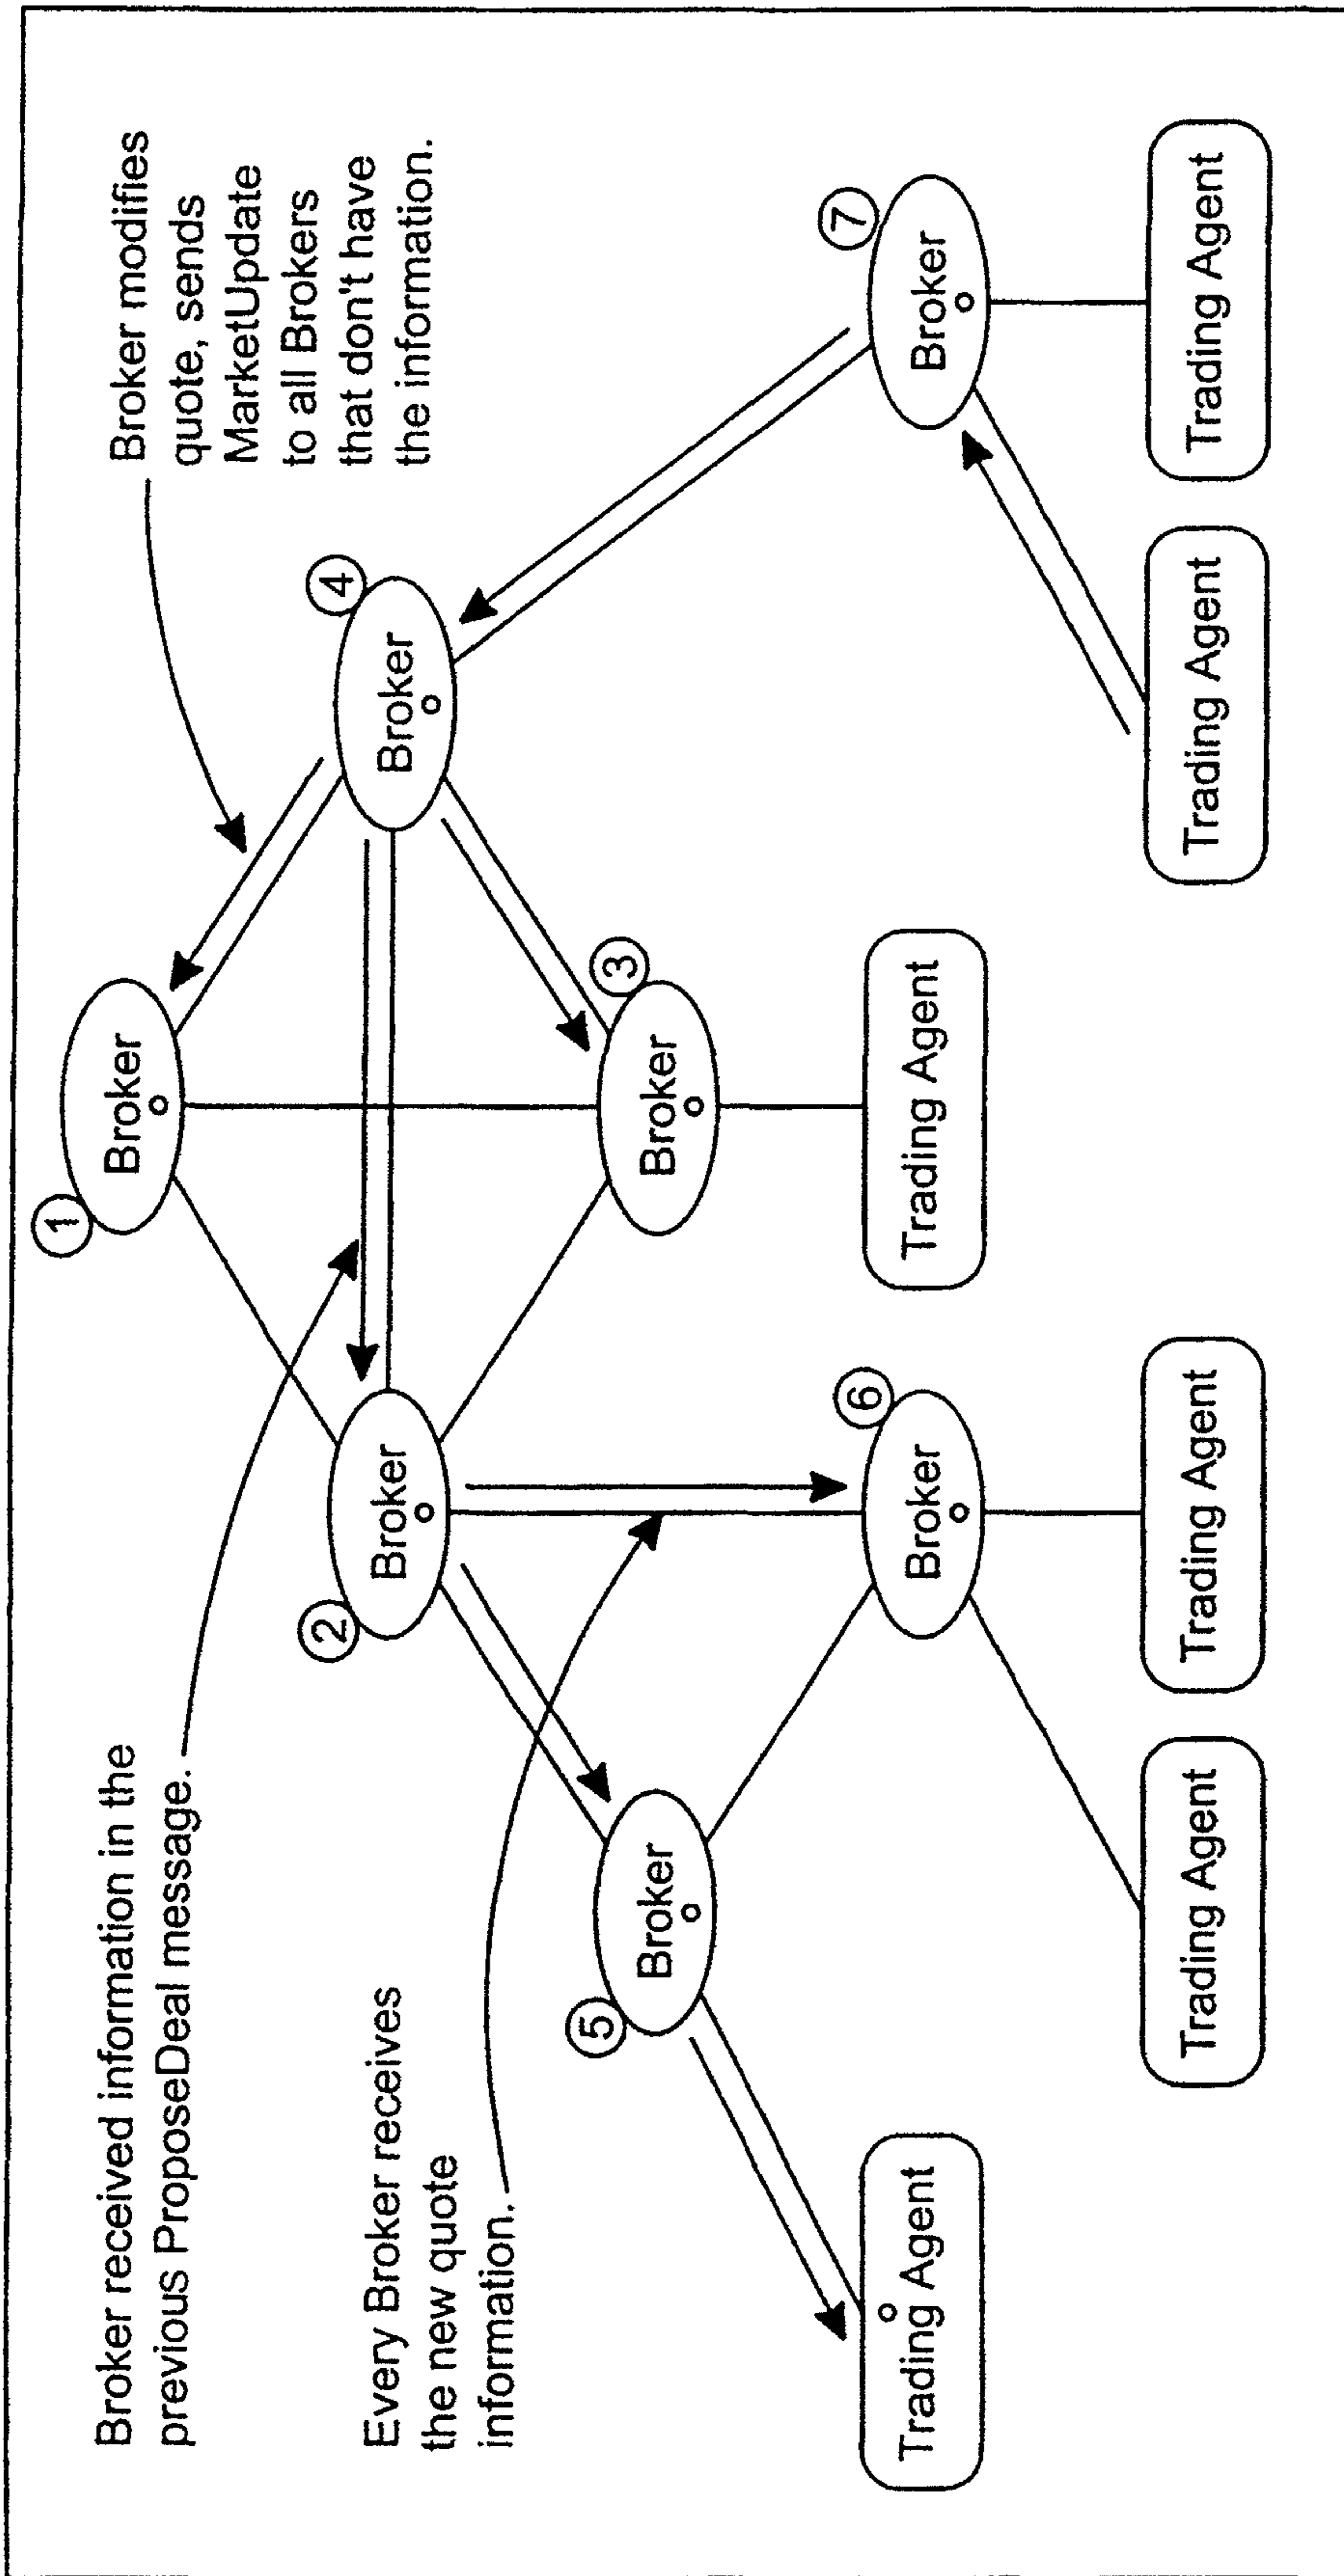 Broker received information in the
previous ProposeDeal message.
Broker modifies
quote, sends
MarketUpdate
to all Brokers
that don't have
the information.
Every Broker receives
the new quote
information.
1
Broker
2
Broker
4
Broker
3
Broker
5
Broker
6
Broker
7
Broker
Trading Agent
Trading Agent
Trading Agent
Trading Agent
Trading Agent
Trading Agent